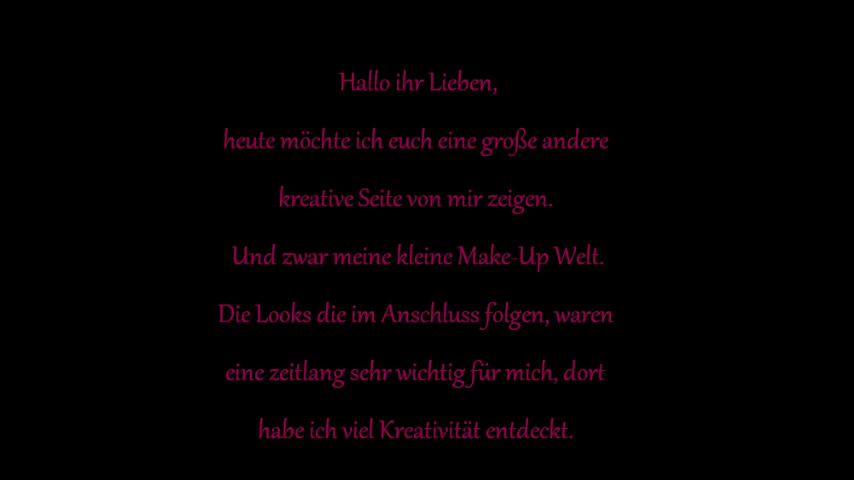 Hallo ihr Lieben,
heute möchte ich euch eine große andere
kreative Seite von mir zeigen.
Und zwar meine kleine Make-Up Welt.
Die Looks die im Anschluss folgen, waren
eine zeitlang sehr wichtig für mich, dort
habe ich viel Kreativität entdeckt.